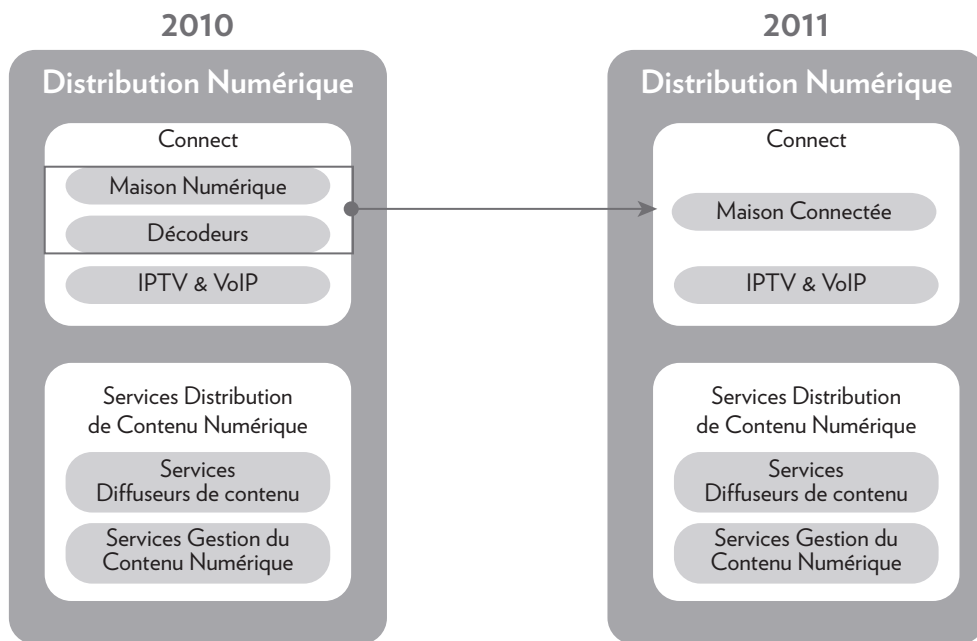 2010
Distribution Numérique
Connect
Maison Numérique
Décodeurs
IPTV & VoIP
Services Distribution
de Contenu Numérique
Services
Diffuseurs de contenu
Services Gestion du
Contenu Numérique
2011
Distribution Numérique
Connect
Maison Connectée
IPTV & VoIP
Services Distribution
de Contenu Numérique
Services
Diffuseurs de contenu
Services Gestion du
Contenu Numérique